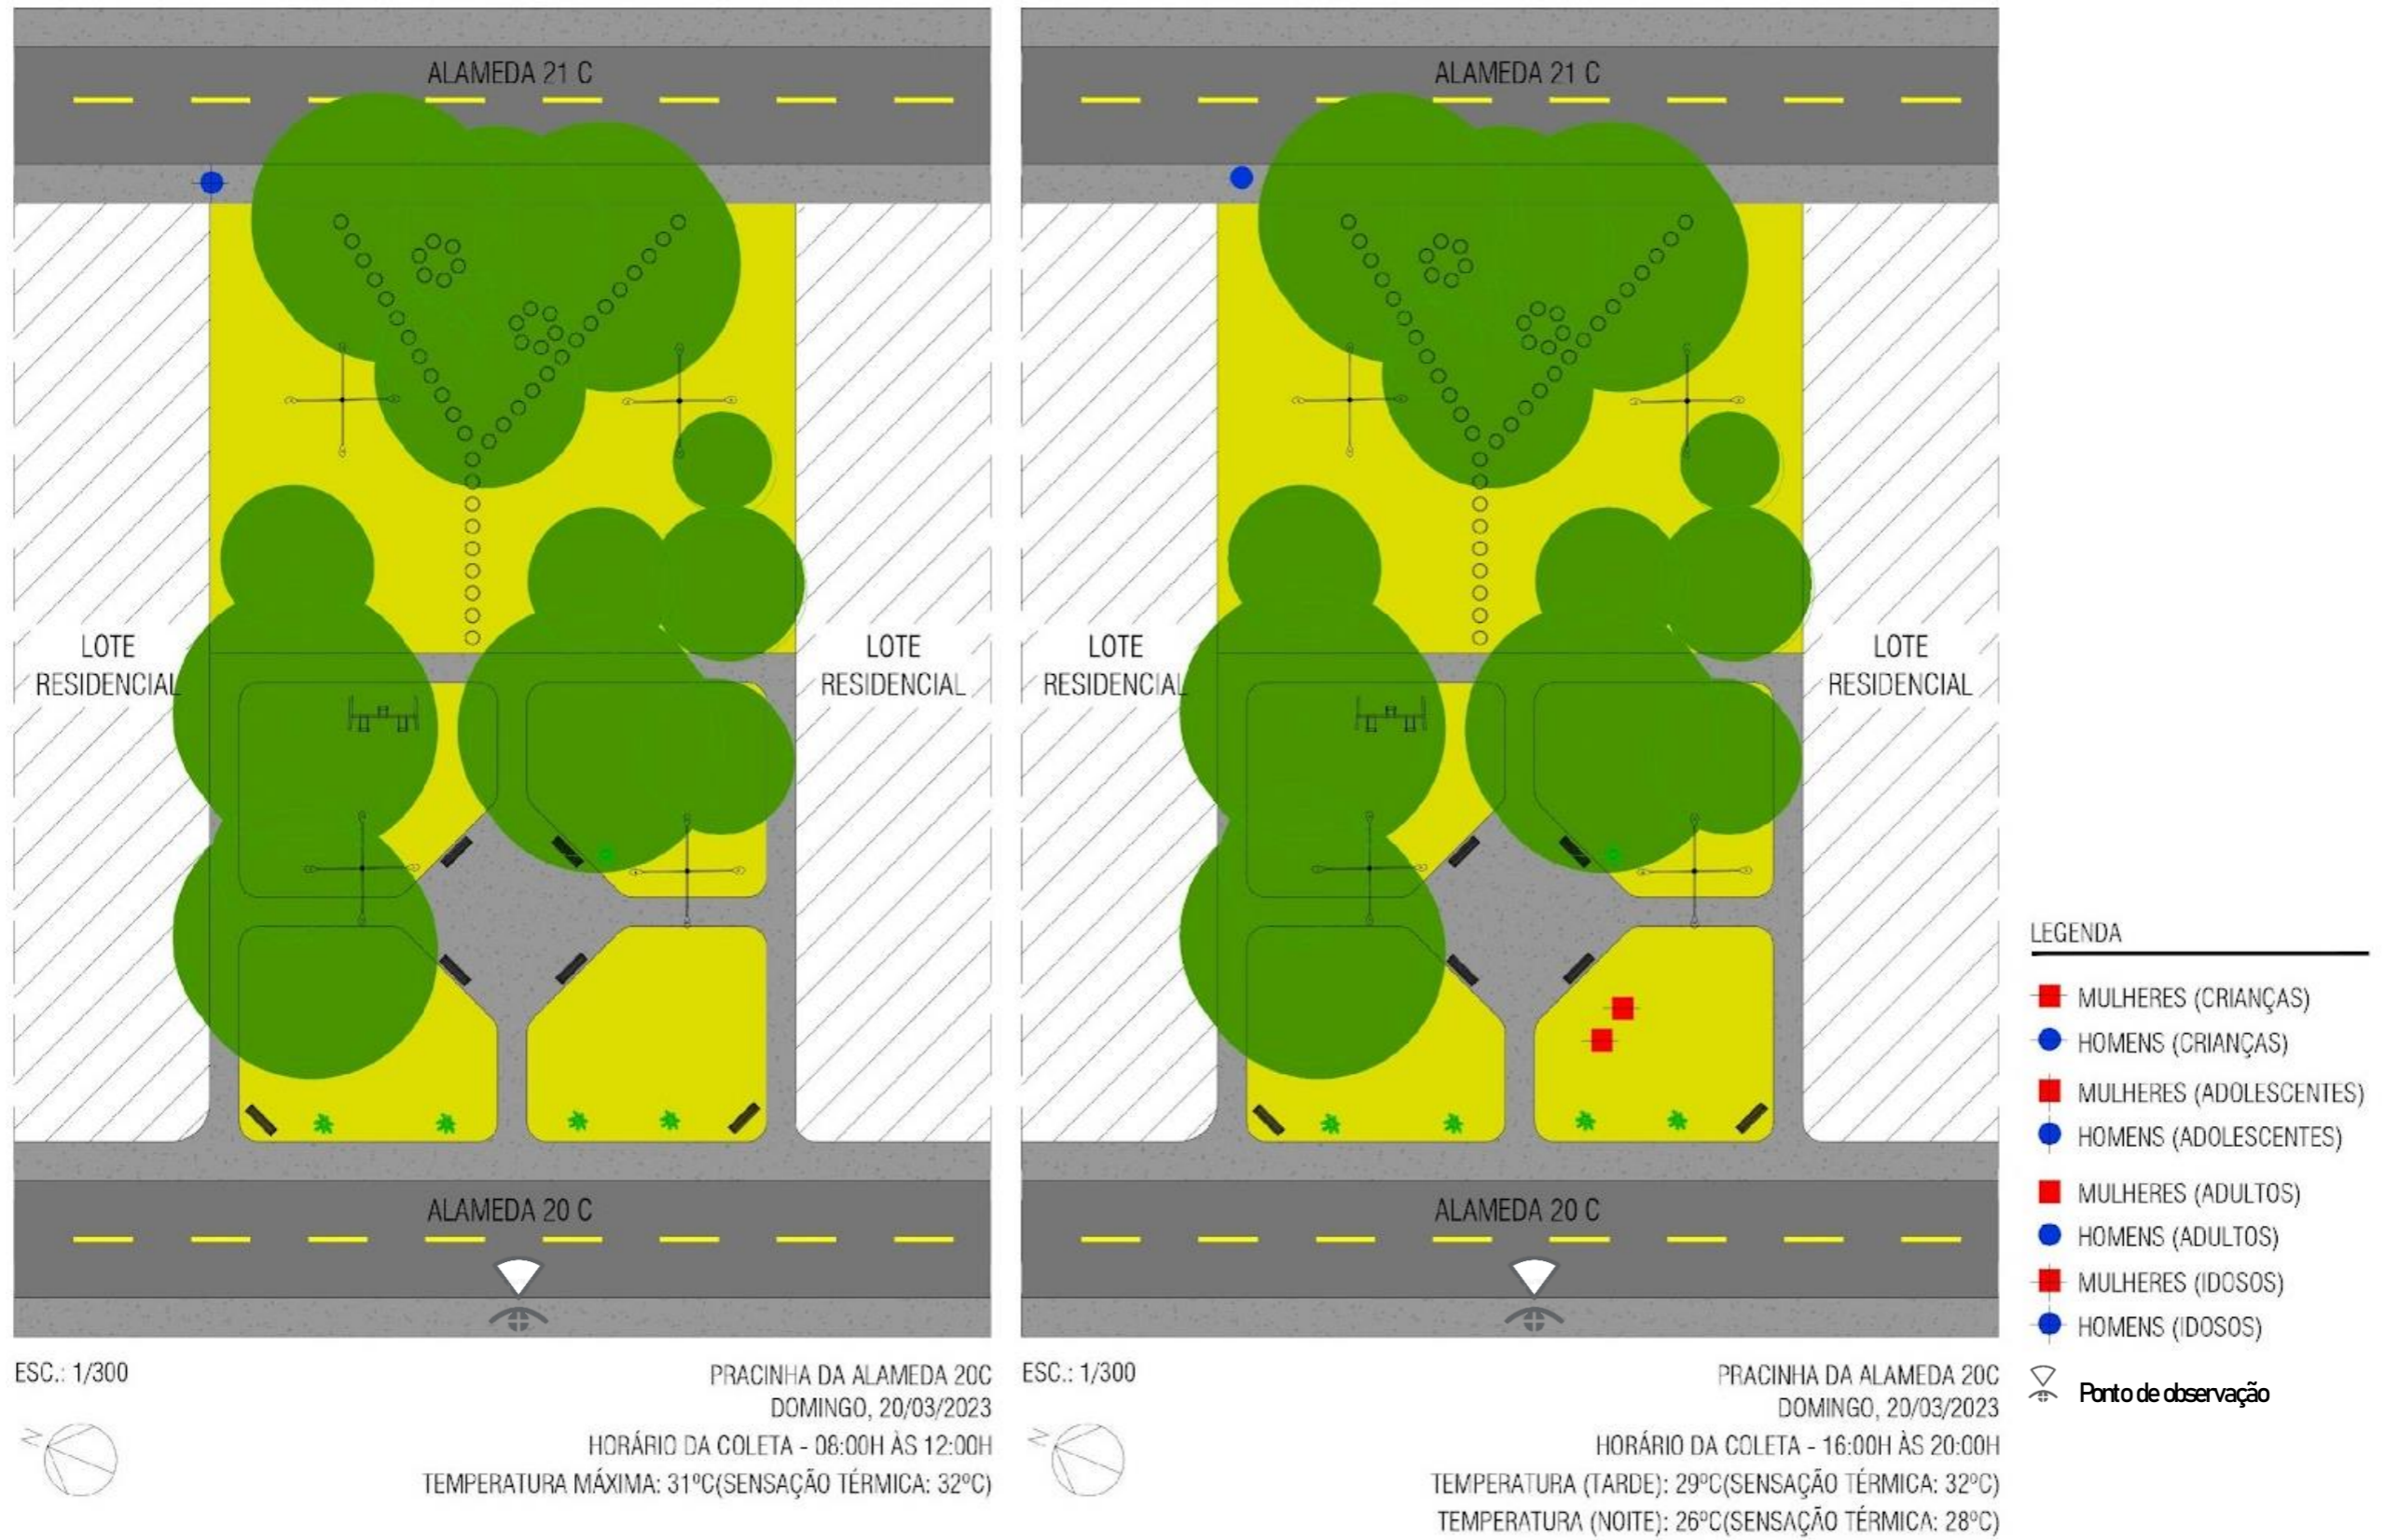 ALAMEDA 21 C
LOTE
RESIDENCIAL
LOTE
RESIDENCIAL
ALAMEDA 20 C
ESC.: 1/300
N
PRACINHA DA ALAMEDA 20C
DOMINGO, 20/03/2023
HORÁRIO DA COLETA - 08:00H ÀS 12:00H
TEMPERATURA MÁXIMA: 31ºC(SENSAÇÃO TÉRMICA: 32ºC)
ALAMEDA 21 C
LOTE
RESIDENCIAL
LOTE
RESIDENCIAL
ALAMEDA 20 C
ESC.: 1/300
N
PRACINHA DA ALAMEDA 20C
DOMINGO, 20/03/2023
HORÁRIO DA COLETA - 16:00H ÀS 20:00H
TEMPERATURA (TARDE): 29ºC(SENSAÇÃO TÉRMICA: 32ºC)
TEMPERATURA (NOITE): 26ºC(SENSAÇÃO TÉRMICA: 28ºC)
LEGENDA
MULHERES (CRIANÇAS)
HOMENS (CRIANÇAS)
MULHERES (ADOLESCENTES)
HOMENS (ADOLESCENTES)
MULHERES (ADULTOS)
HOMENS (ADULTOS)
MULHERES (IDOSOS)
HOMENS (IDOSOS)
Ponto de observação